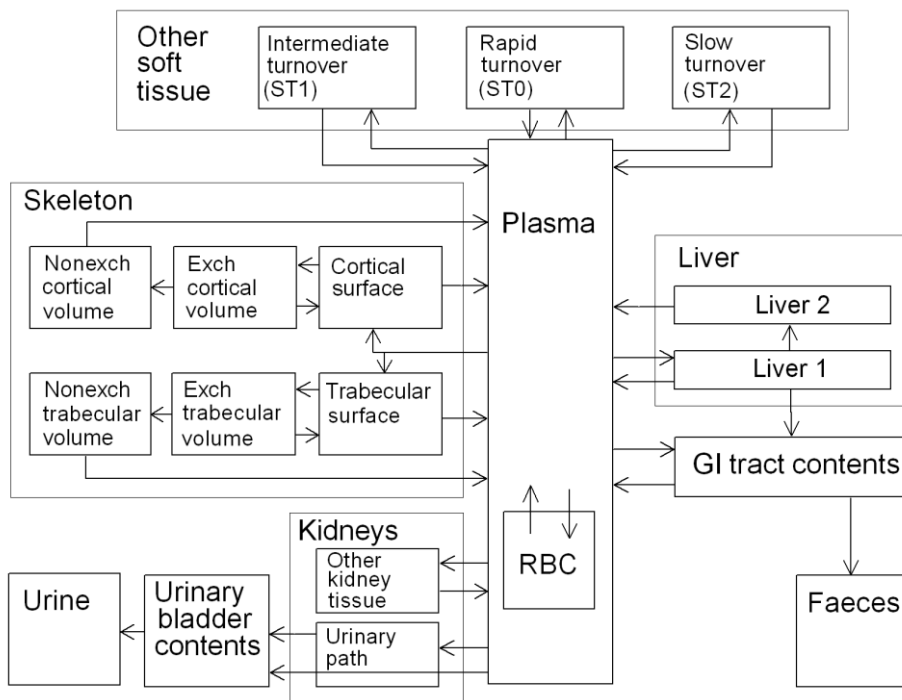 Other
soft
tissue
Intermediate
turnover
(ST1)
Rapid
turnover
(ST0)
Slow
turnover
(ST2)
Plasma
Skeleton
Nonexch
cortical
volume
Exch
cortical
volume
Cortical
surface
Nonexch
trabecular
volume
Exch
trabecular
volume
Trabecular
surface
Liver
Liver 2
Liver 1
GI tract contents
RBC
Kidneys
Other
kidney
tissue
Urinary
path
Urinary
bladder
contents
Urine
Faeces